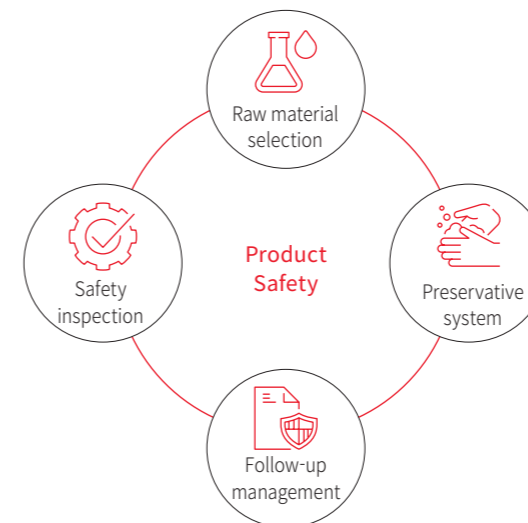 Raw material
selection
Safety
inspection
Product
Safety
Preservative
system
Follow-up
management